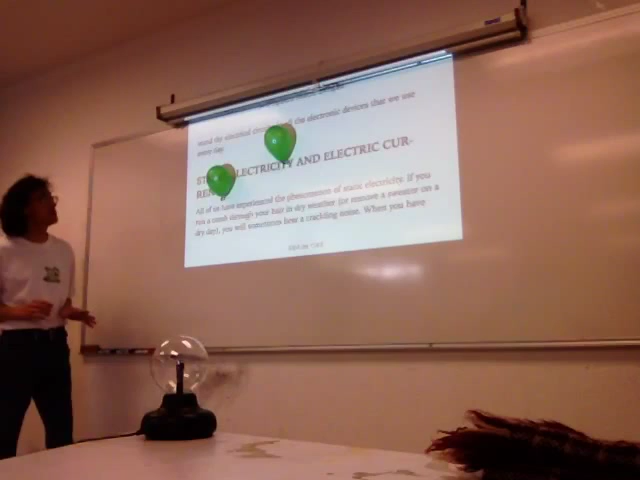 the electronic devices that we use
every day.
ELECTRICITY AND ELECTRIC CUR-
All of us have experienced the phenomenon of static electricity. If you
run a comb through your hair in dry weather (or remove a sweater on a
dry day), you will sometimes hear a crackling noise. When you have